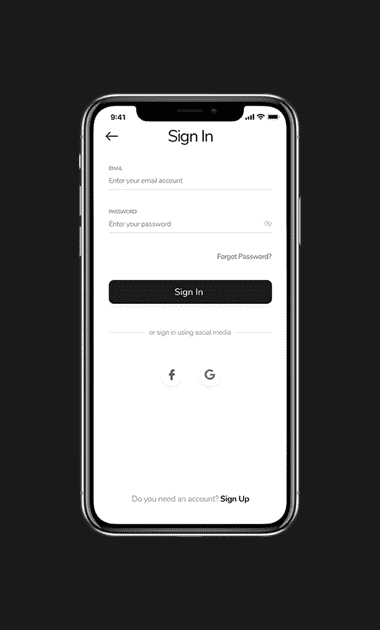 9:41
Sign In
EMAIL
Enter your email account
PASSWORD
Enter your password
Forgot Password?
Sign In
or sign in using social media
f G
Do you need an account? Sign Up